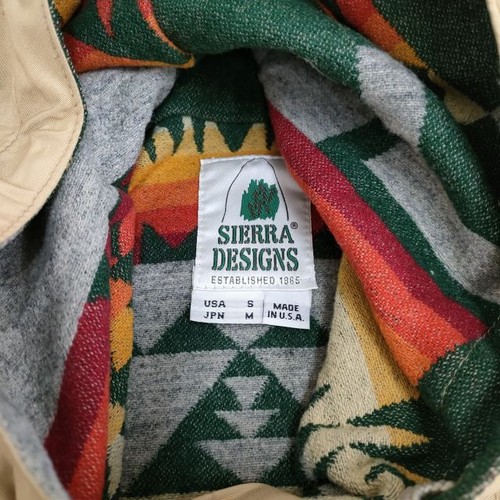 SIERRA®
DESIGNS
ESTABLISHED 1965
USA S
JPN M
MADE
IN U.S.A.